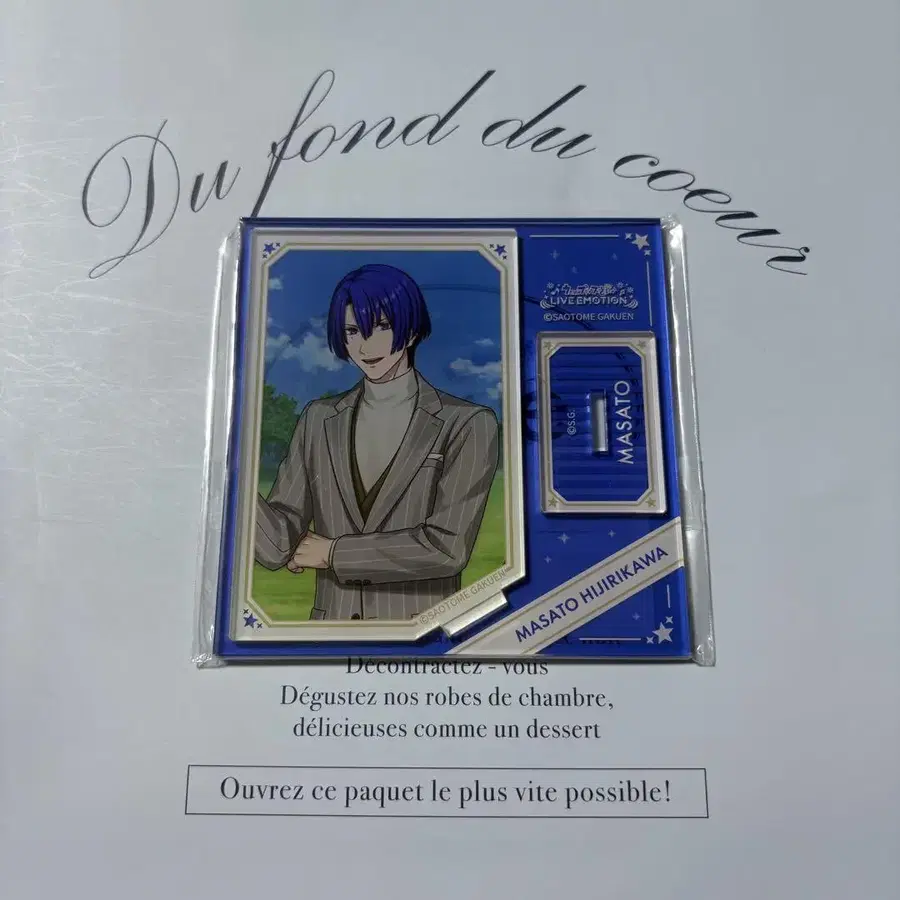 Du fond du coeur
LIVE EMOTION
©SAOTOME GAKUEN
MASATO
©S.G.
©SAOTOME GAKUEN
MASATO HIJIRIKAWA
Décontractez - vous
Dégustez nos robes de chambre,
délicieuses comme un dessert
Ouvrez ce paquet le plus vite possible!